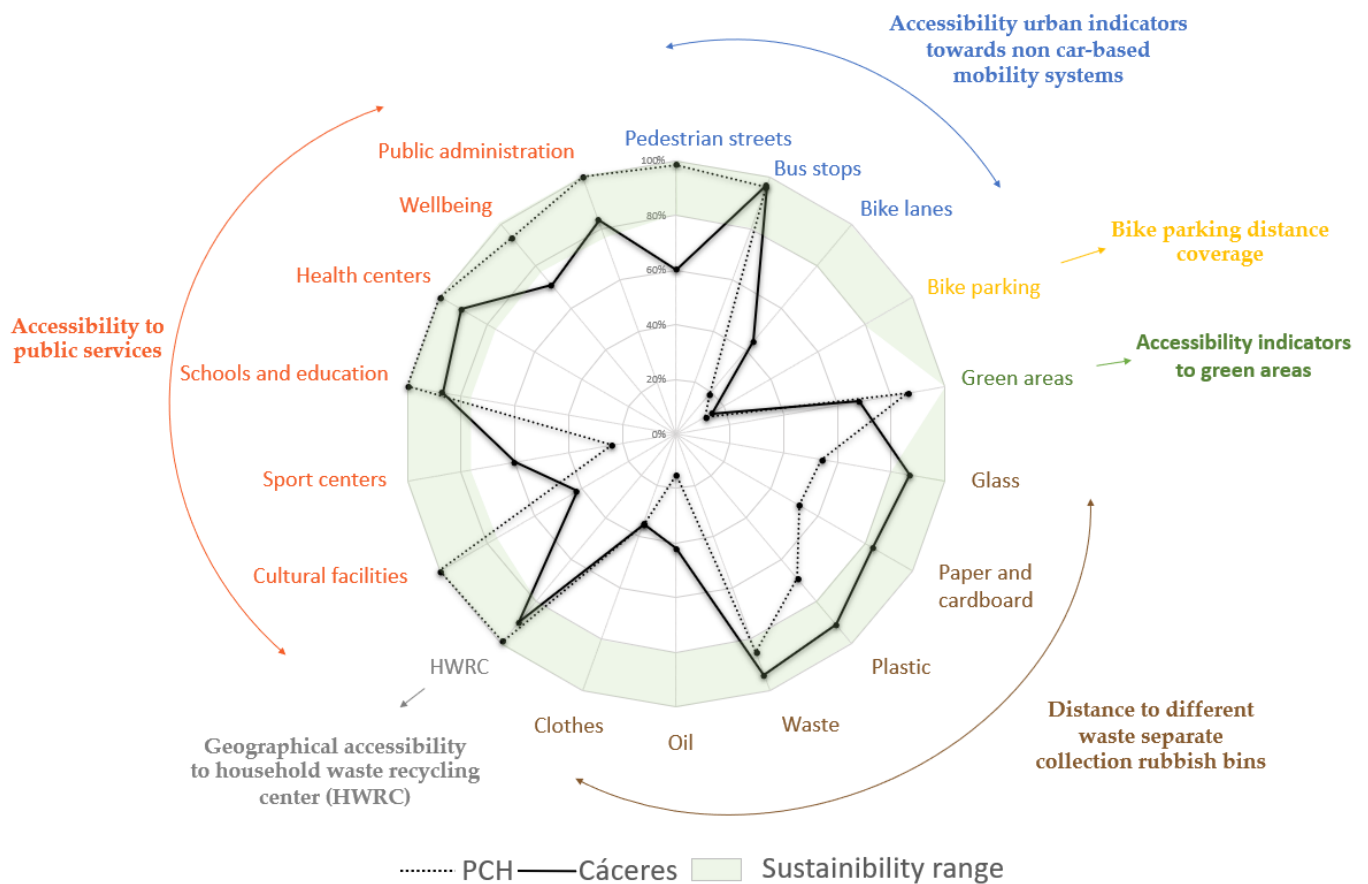 Accessibility urban indicators
towards non car-based
mobility systems
Pedestrian streets
Public administration
100%
Bus stops
Wellbeing
Bike lanes
80%
Bike parking distance
coverage
Health centers
60%
Bike parking
Accessibility to
public services
40%
Accessibility indicators
to green areas
Schools and education
Green areas
20%
0%
Sport centers
Glass
Cultural facilities
Paper and
cardboard
HWRC
Plastic
Clothes
Oil
Waste
Distance to different
waste separate
collection rubbish bins
Geographical accessibility
to household waste recycling
center (HWRC)
PCH
Cáceres
Sustainibility range